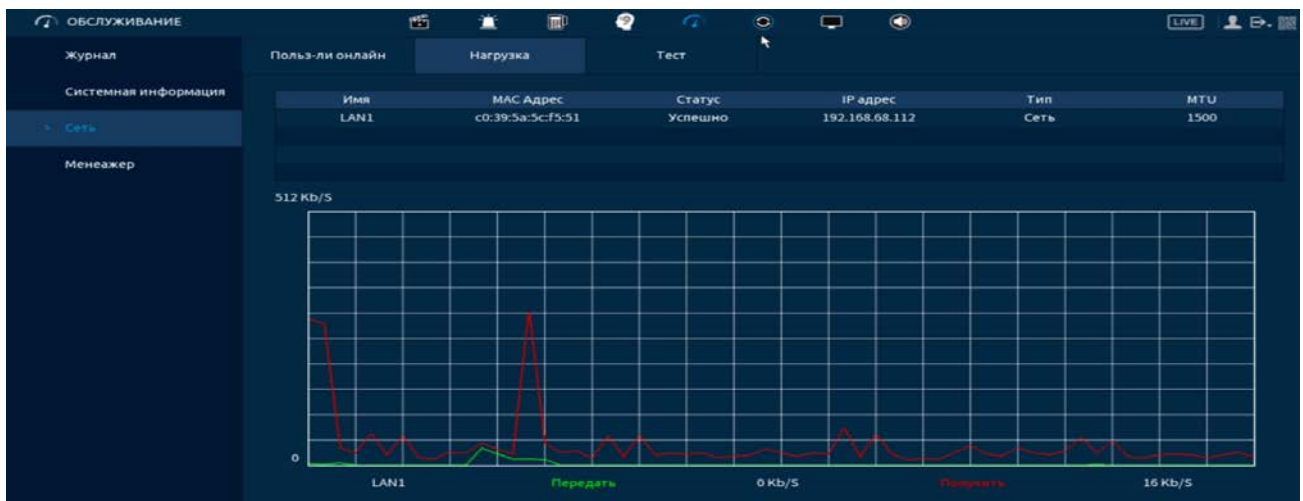 ОБСЛУЖИВАНИЕ LIVE
Журнал Польз-ли онлайн Нагрузка Тест
Системная информация
Имя MAC Адрес Статус IP адрес Тип MTU
LAN1 c0:39:5a:5c:f5:51 Успешно 192.168.68.112 Сеть 1500
Сеть
Менеажер
512 Kb/S
0
LAN1 Передать 0 Kb/S Получить 16 Kb/S